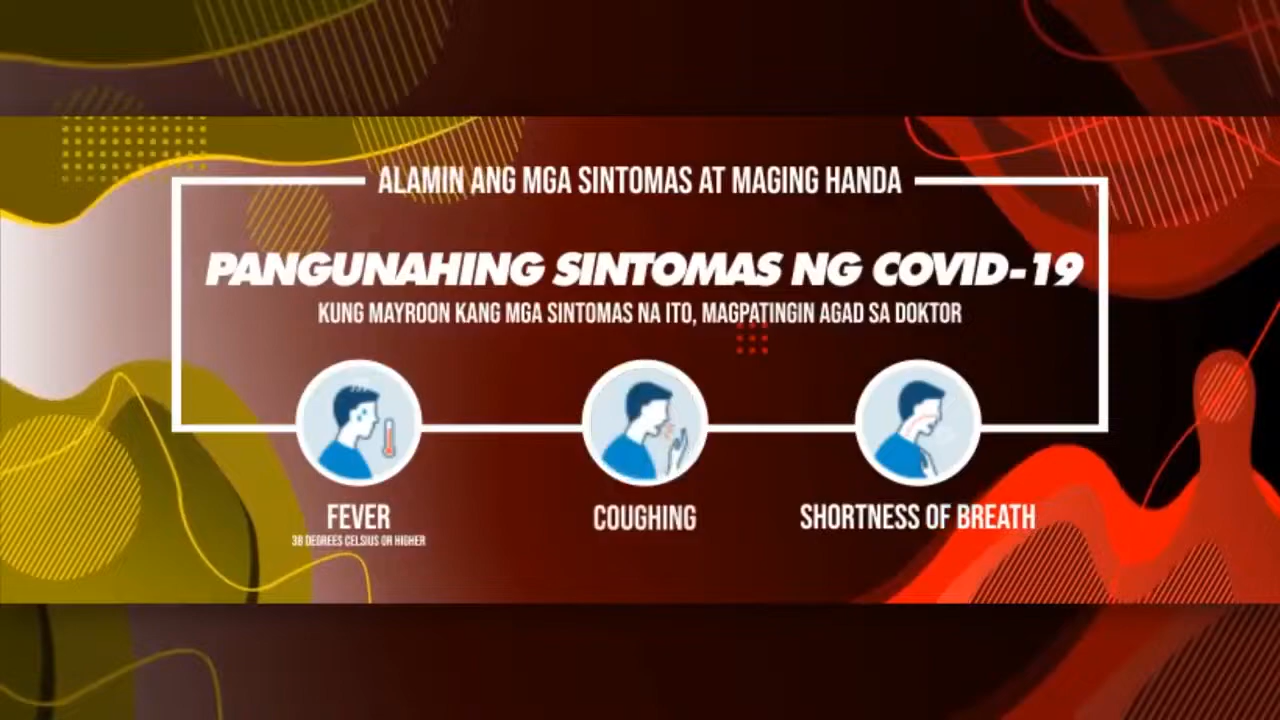 ALAMIN ANG MGA SINTOMAS AT MAGING HANDA
PANGUNAHING SINTOMAS NG COVID-19
KUNG MAYROON KANG MGA SINTOMAS NA ITO, MAGPATINGIN AGAD SA DOKTOR
FEVER
38 DEGREES CELSIUS OR HIGHER
COUGHING
SHORTNESS OF BREATH